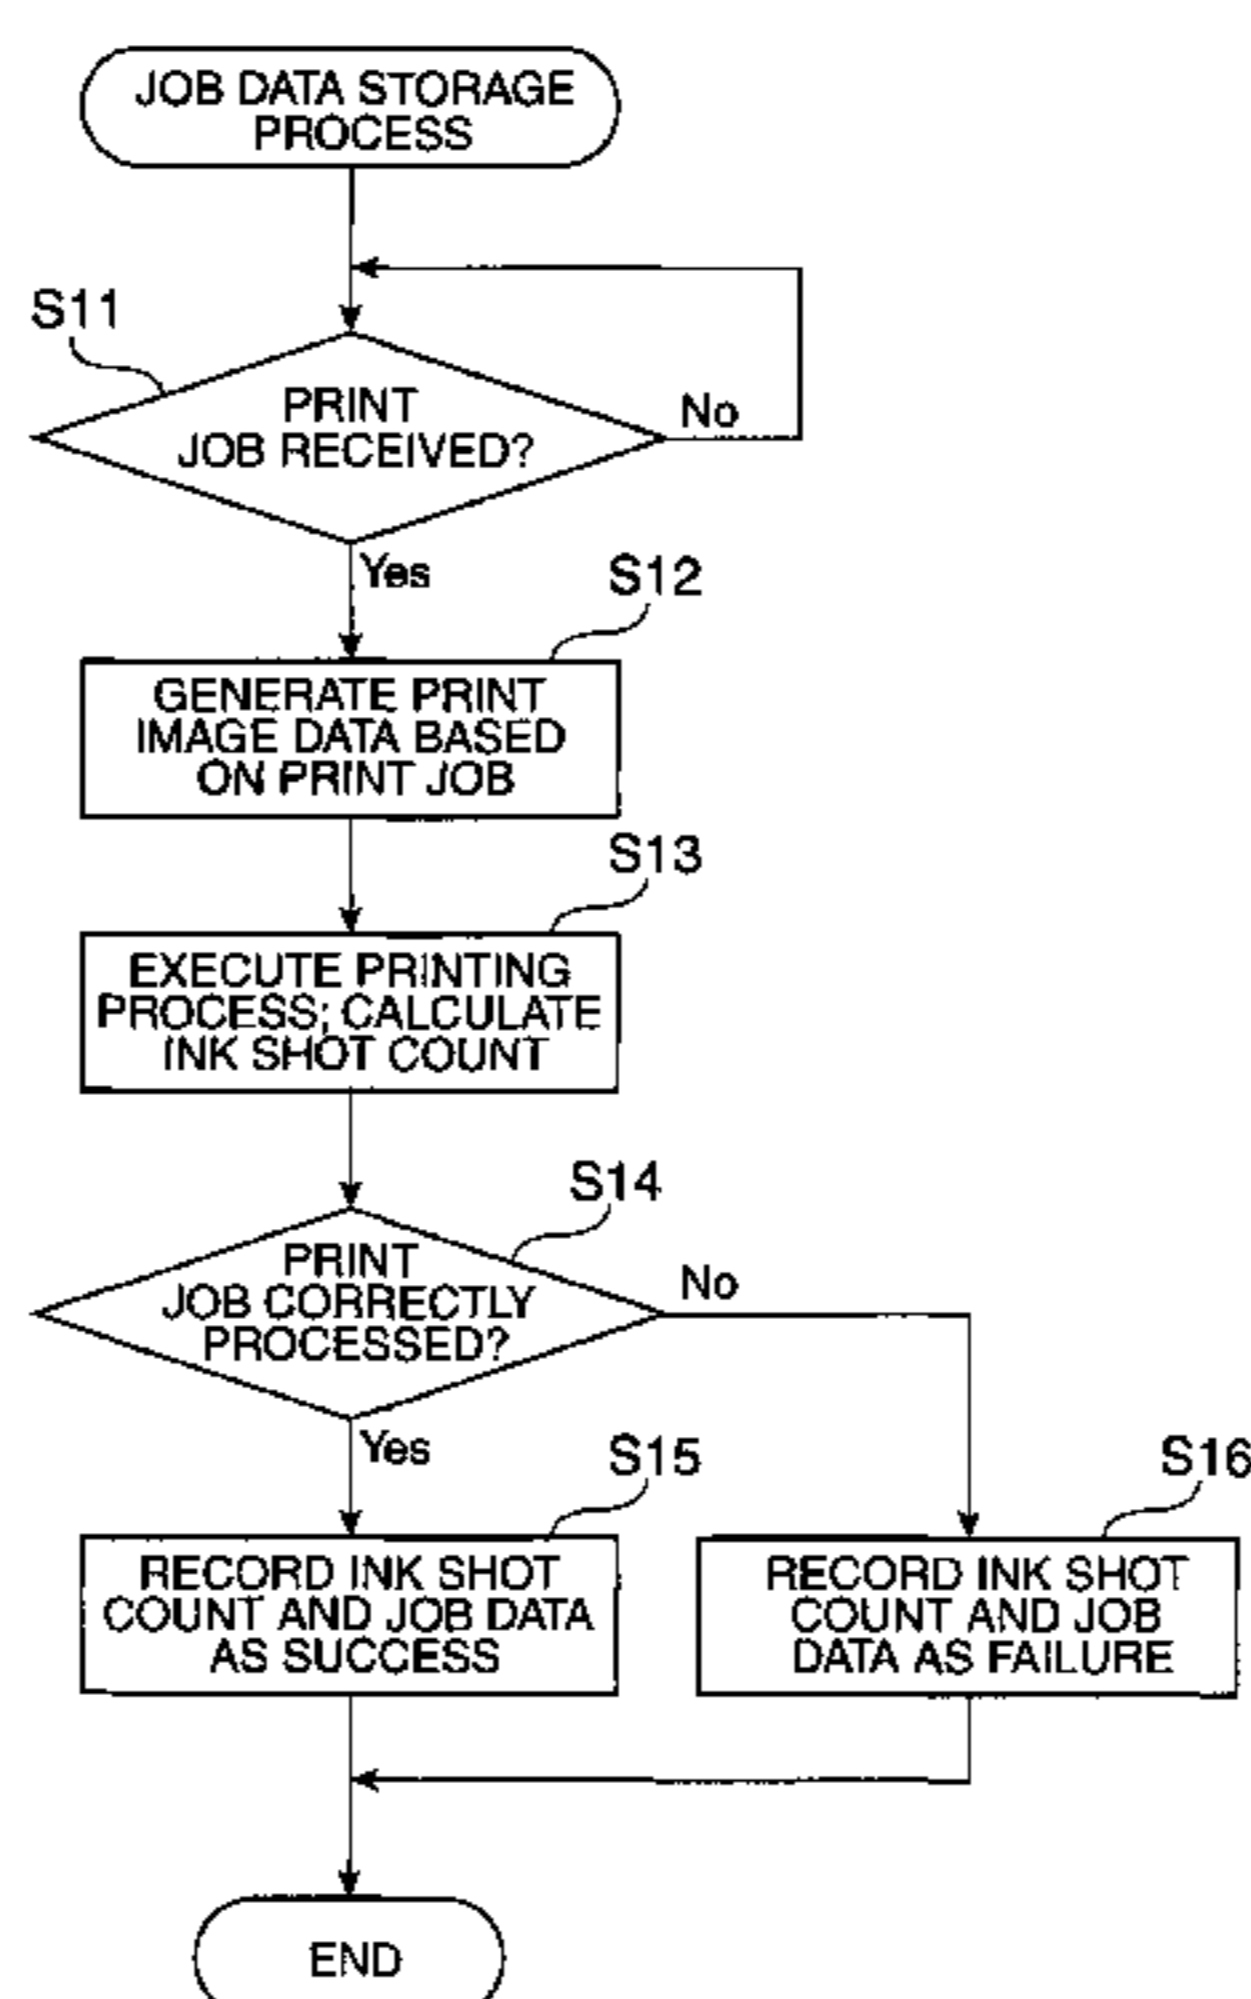 JOB DATA STORAGE
PROCESS
S11
PRINT
JOB RECEIVED?
No
Yes
S12
GENERATE PRINT
IMAGE DATA BASED
ON PRINT JOB
S13
EXECUTE PRINTING
PROCESS; CALCULATE
INK SHOT COUNT
S14
PRINT
JOB CORRECTLY
PROCESSED?
No
Yes
S15
RECORD INK SHOT
COUNT AND JOB DATA
AS SUCCESS
S16
RECORD INK SHOT
COUNT AND JOB
DATA AS FAILURE
END